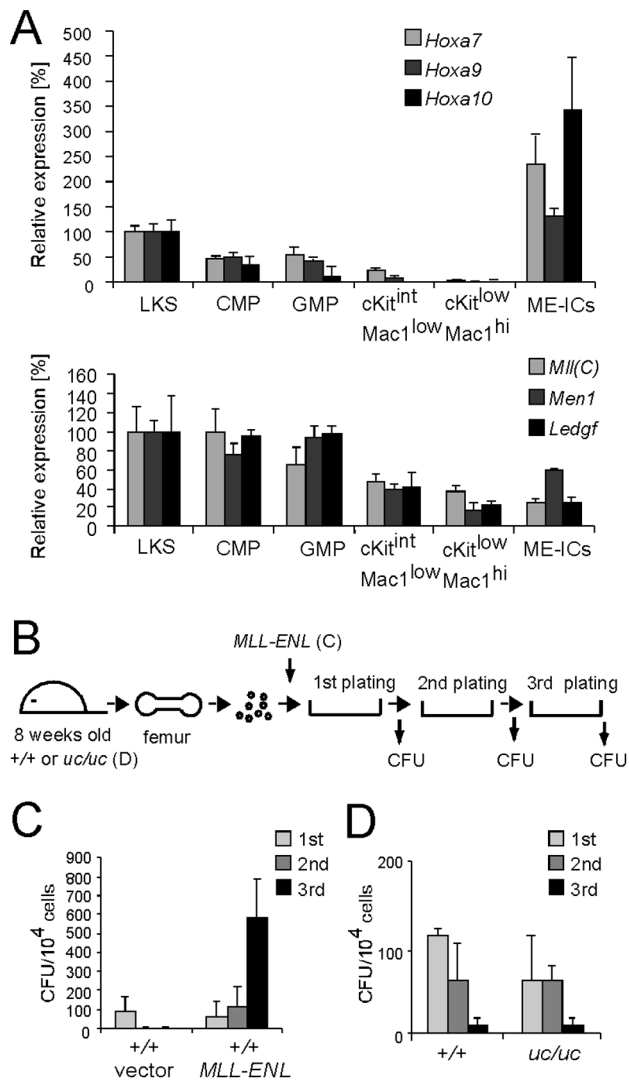 A
Relative expression [%]
500
450
400
350
300
250
200
150
100
50
0
Hoxa7
Hoxa9
Hoxa10
LKS CMP GMP cKitint cKitlow ME-ICs
Mac1low Mac1hi
Relative expression [%]
160
140
120
100
80
60
40
20
0
Mll(C)
Men1
Ledgf
LKS CMP GMP cKitint cKitlow ME-ICs
Mac1low Mac1hi
B
MLL-ENL (C)
1st plating 2nd plating 3rd plating
8 weeks old femur
+/+ or uc/uc (D)
CFU CFU CFU
C
CFU/10^4 cells
900
800
700
600
500
400
300
200
100
0
1st
2nd
3rd
+/+ +/+
vector MLL-ENL
D
CFU/10^4 cells
200
100
0
1st
2nd
3rd
+/+ uc/uc